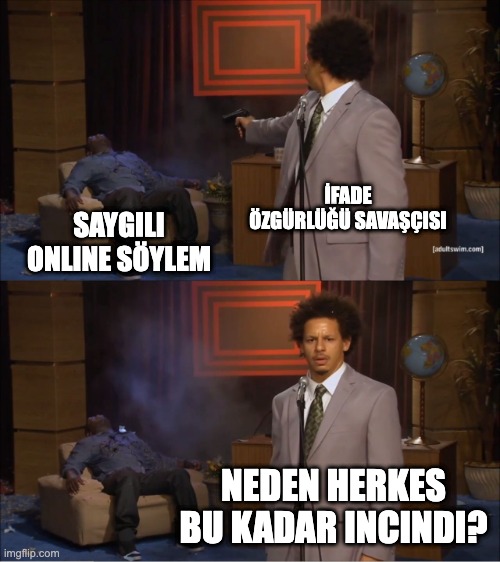 İFADE
ÖZGÜRLÜĞÜ SAVAŞÇISI
SAYGILI
ONLINE SÖYLEM
[adultswim.com]
NEDEN HERKES
BU KADAR INCINDI?
imgflip.com